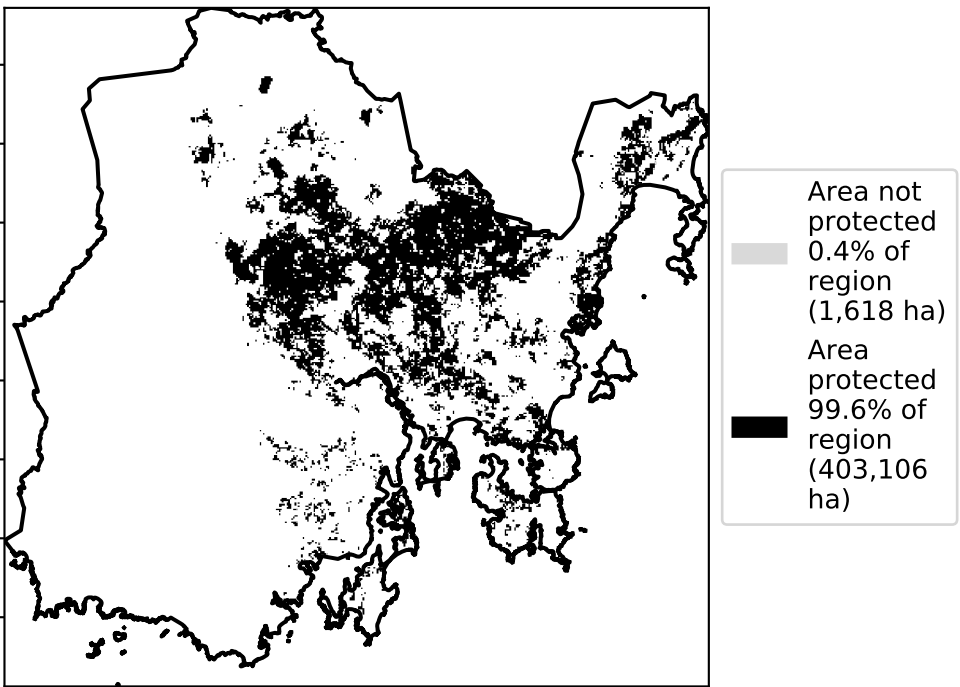 Area not
protected
0.4% of
region
(1,618 ha)
Area
protected
99.6% of
region
(403,106
ha)